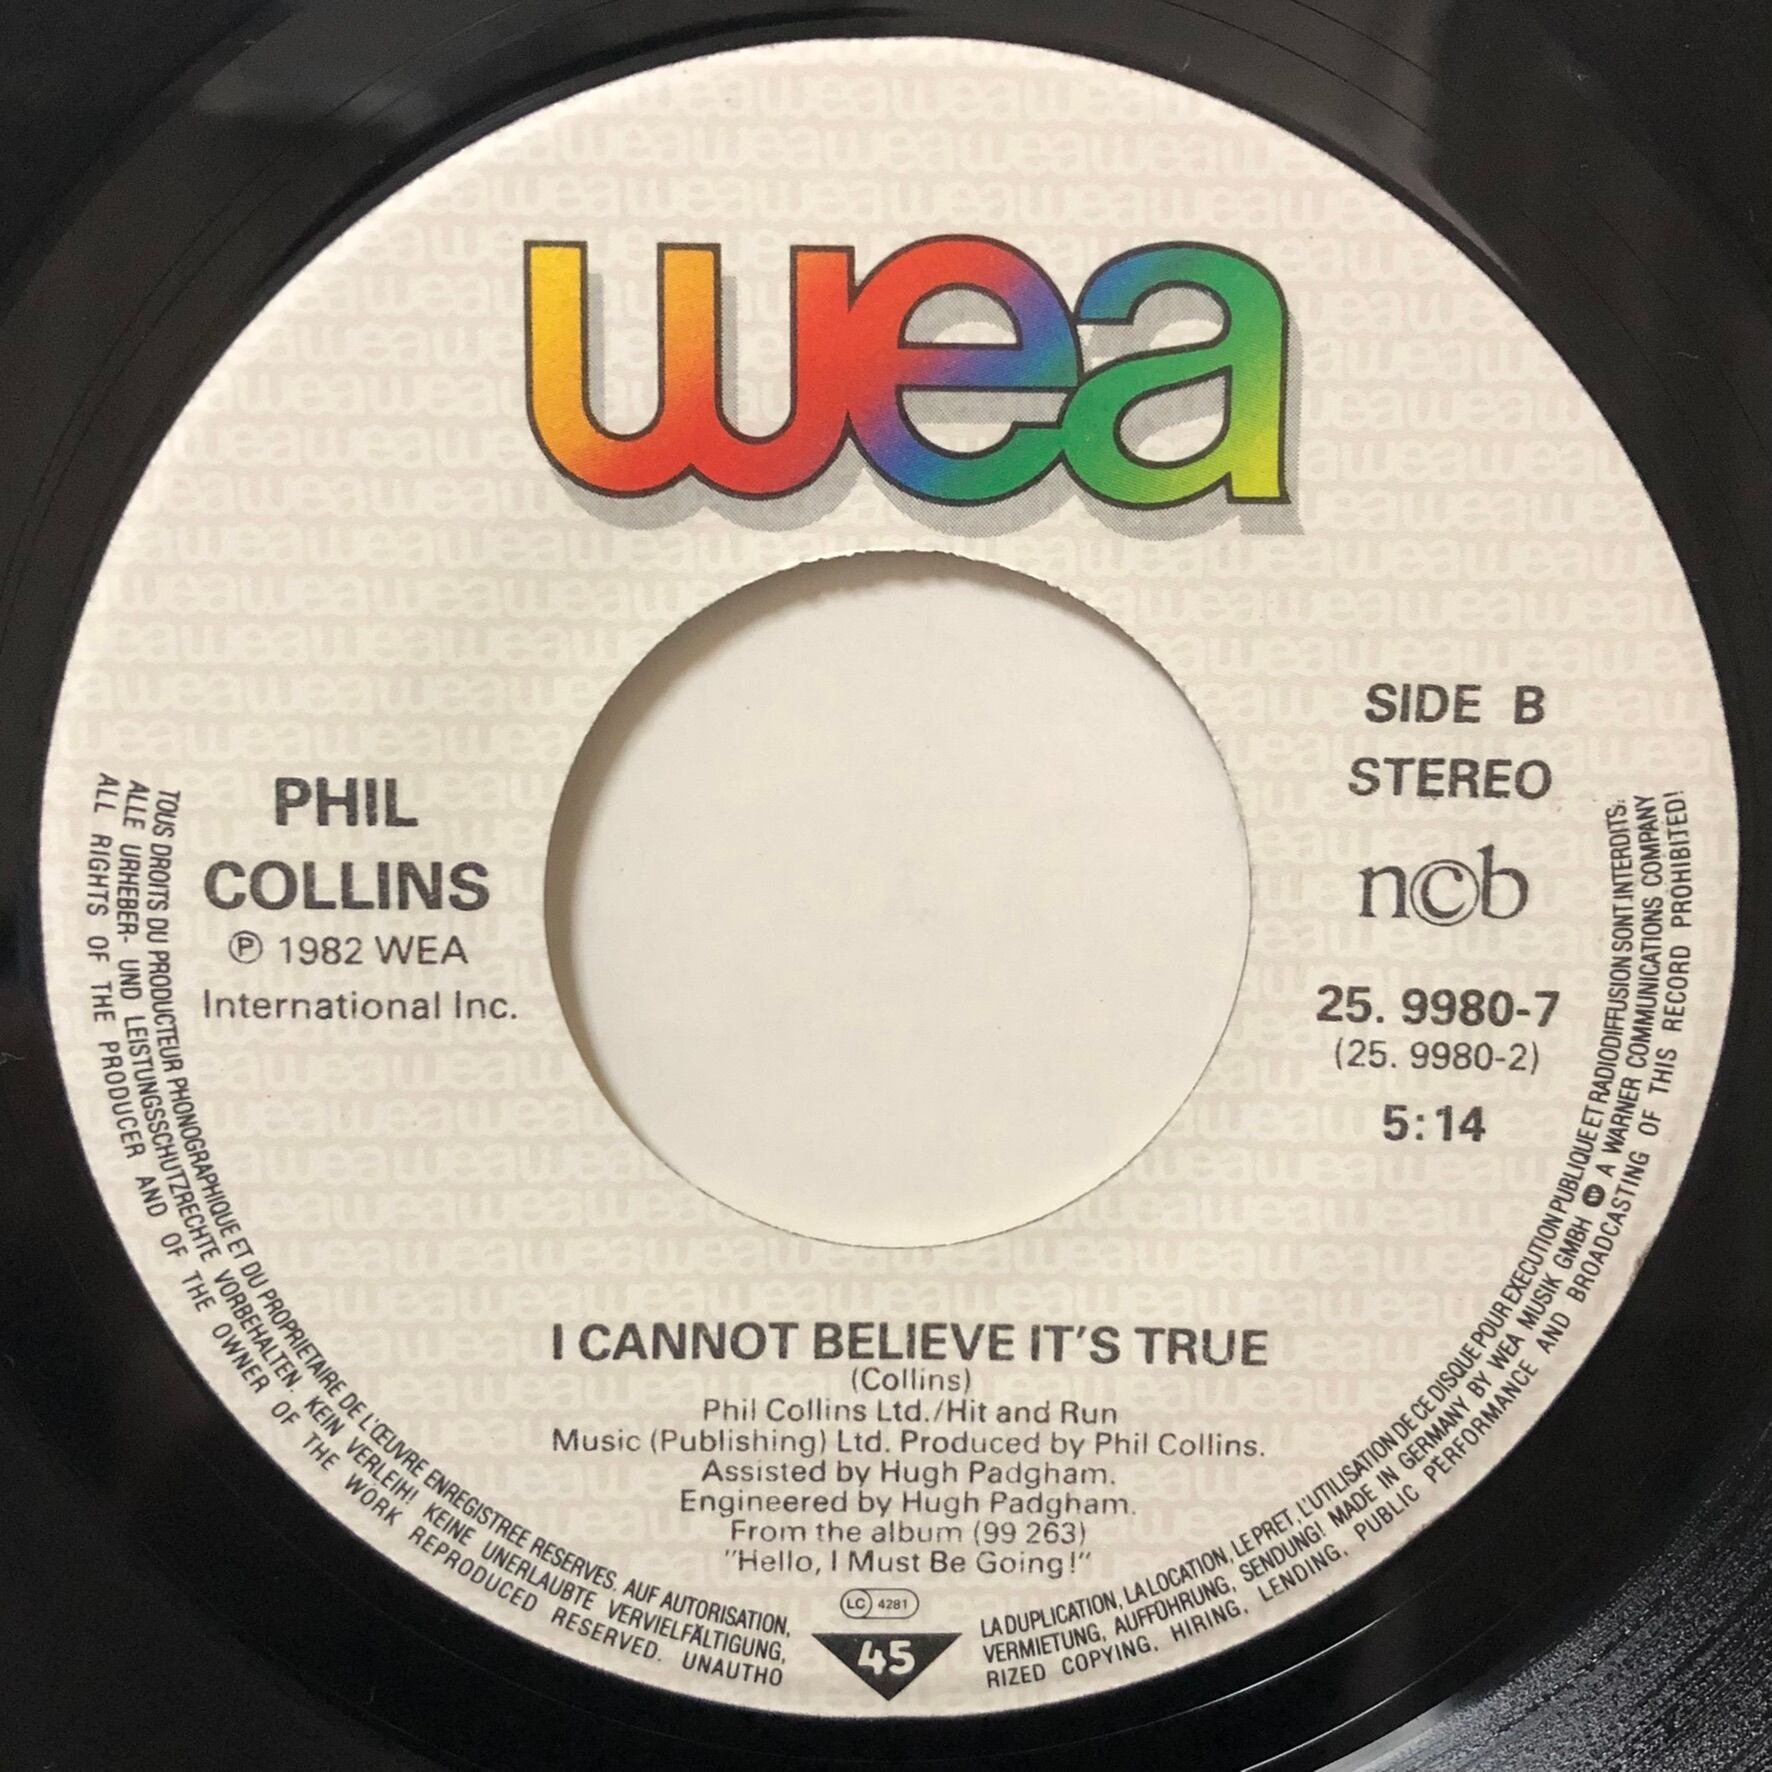 wea
SIDE B
STEREO
ncb
25. 9980-7
(25. 9980-2)
5:14
PHIL
COLLINS
℗ 1982 WEA
International Inc.
I CANNOT BELIEVE IT'S TRUE
(Collins)
Phil Collins Ltd./Hit and Run
Music (Publishing) Ltd. Produced by Phil Collins.
Assisted by Hugh Padgham.
Engineered by Hugh Padgham.
From the album (99 263)
"Hello, I Must Be Going!"
LC 4281
45
TOUS DROITS DU PRODUCTEUR PHONOGRAPHIQUE ET DU PROPRIETAIRE DE L'ŒUVRE ENREGISTREE RESERVES. AUF AUTORISATION, LA DUPLICATION, LA LOCATION, LE PRET, L'UTILISATION DE CE DISQUE POUR EXECUTION PUBLIQUE ET RADIODIFFUSION SONT INTERDITS.
ALLE URHEBER- UND LEISTUNGSSCHUTZRECHTE VORBEHALTEN. KEIN VERLEIH! KEINE UNERLAUBTE VERVIELFÄLTIGUNG, VERMIETUNG, AUFFÜHRUNG, SENDUNG! MADE IN GERMANY BY WEA MUSIK GMBH A WARNER COMMUNICATIONS COMPANY
ALL RIGHTS OF THE PRODUCER AND OF THE OWNER OF THE WORK REPRODUCED RESERVED. UNAUTHORIZED COPYING, HIRING, LENDING, PUBLIC PERFORMANCE AND BROADCASTING OF THIS RECORD PROHIBITED!